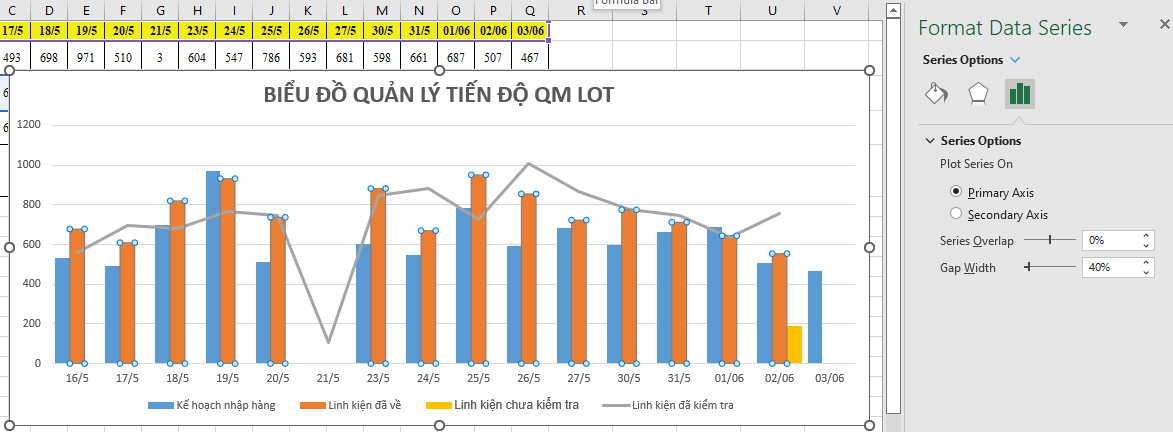 Formula Bar
C D E F G H I J K L M N O P Q R S T U V
17/5 18/5 19/5 20/5 21/5 23/5 24/5 25/5 26/5 27/5 30/5 31/5 01/06 02/06 03/06
493 698 971 510 3 604 547 786 593 681 598 661 687 507 467
6
6
BIỂU ĐỒ QUẢN LÝ TIẾN ĐỘ QM LOT
1200
1000
800
600
400
200
0
16/5 17/5 18/5 19/5 20/5 21/5 23/5 24/5 25/5 26/5 27/5 30/5 31/5 01/06 02/06 03/06
Kế hoạch nhập hàng Linh kiện đã về Linh kiện chưa kiểm tra Linh kiện đã kiểm tra
Format Data Series
Series Options
Series Options
Plot Series On
Primary Axis
Secondary Axis
Series Overlap 0%
Gap Width 40%